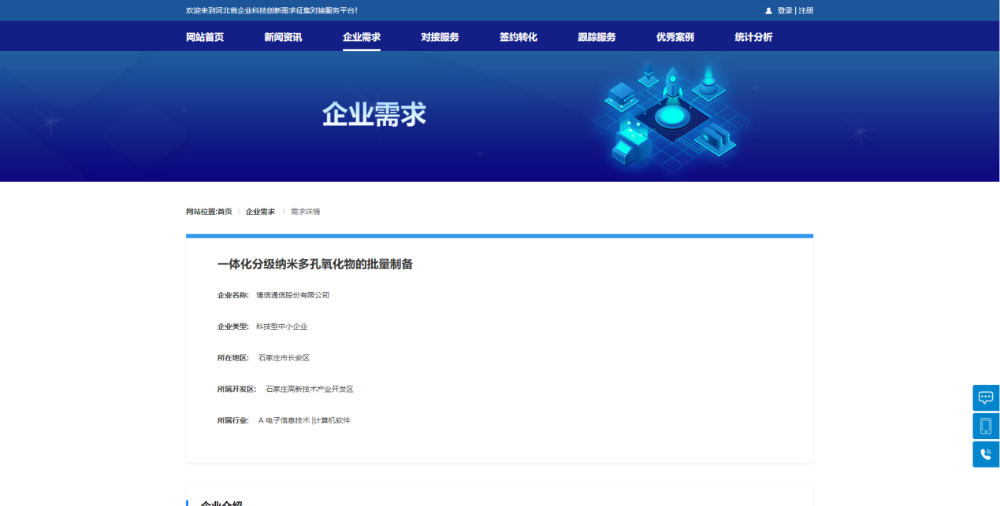 欢迎来到河北省企业科技创新需求征集对接服务平台!
登录 | 注册
网站首页 新闻资讯 企业需求 对接服务 签约转化 跟踪服务 优秀案例 统计分析
企业需求
网站位置:首页 > 企业需求 > 需求详情
一体化分级纳米多孔氧化物的批量制备
企业名称: 博信通信股份有限公司
企业类型: 科技型中小企业
所在地区: 石家庄市长安区
所属开发区: 石家庄高新技术产业开发区
所属行业: A 电子信息技术 |计算机软件
企业介绍